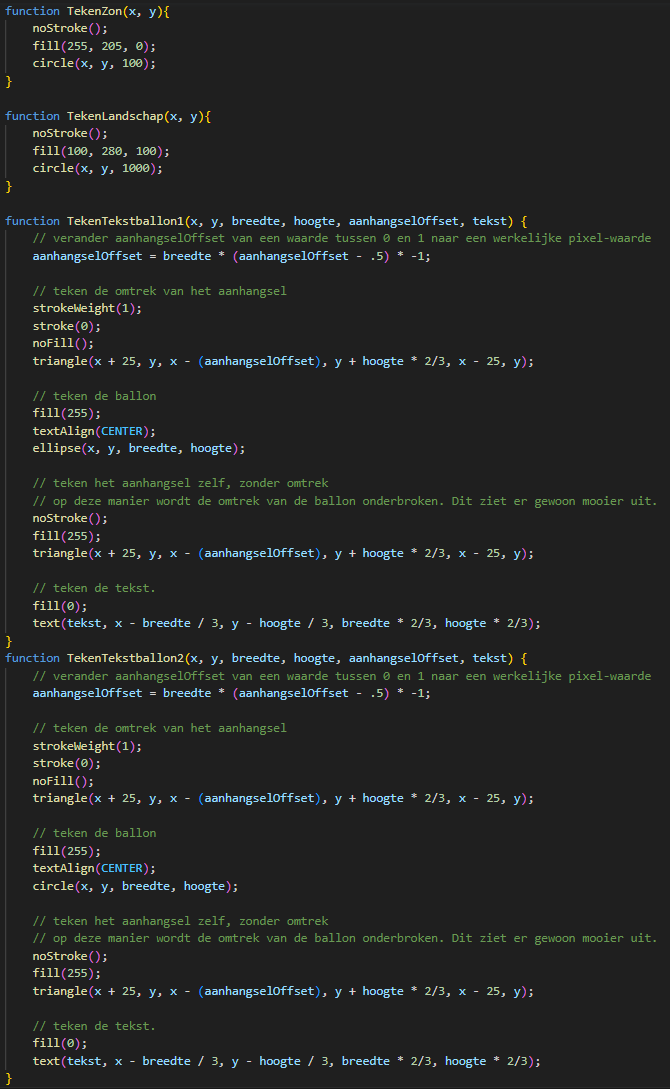 function TekenZon(x, y){
    noStroke();
    fill(255, 205, 0);
    circle(x, y, 100);
}

function TekenLandschap(x, y){
    noStroke();
    fill(100, 280, 100);
    circle(x, y, 1000);
}

function TekenTekstballon1(x, y, breedte, hoogte, aanhangselOffset, tekst) {
    // verander aanhangselOffset van een waarde tussen 0 en 1 naar een werkelijke pixel-waarde
    aanhangselOffset = breedte * (aanhangselOffset - .5) * -1;

    // teken de omtrek van het aanhangsel
    strokeWeight(1);
    stroke(0);
    noFill();
    triangle(x + 25, y, x - (aanhangselOffset), y + hoogte * 2/3, x - 25, y);

    // teken de ballon
    fill(255);
    textAlign(CENTER);
    ellipse(x, y, breedte, hoogte);

    // teken het aanhangsel zelf, zonder omtrek
    // op deze manier wordt de omtrek van de ballon onderbroken. Dit ziet er gewoon mooier uit.
    noStroke();
    fill(255);
    triangle(x + 25, y, x - (aanhangselOffset), y + hoogte * 2/3, x - 25, y);

    // teken de tekst.
    fill(0);
    text(tekst, x - breedte / 3, y - hoogte / 3, breedte * 2/3, hoogte * 2/3);
}
function TekenTekstballon2(x, y, breedte, hoogte, aanhangselOffset, tekst) {
    // verander aanhangselOffset van een waarde tussen 0 en 1 naar een werkelijke pixel-waarde
    aanhangselOffset = breedte * (aanhangselOffset - .5) * -1;

    // teken de omtrek van het aanhangsel
    strokeWeight(1);
    stroke(0);
    noFill();
    triangle(x + 25, y, x - (aanhangselOffset), y + hoogte * 2/3, x - 25, y);

    // teken de ballon
    fill(255);
    textAlign(CENTER);
    circle(x, y, breedte, hoogte);

    // teken het aanhangsel zelf, zonder omtrek
    // op deze manier wordt de omtrek van de ballon onderbroken. Dit ziet er gewoon mooier uit.
    noStroke();
    fill(255);
    triangle(x + 25, y, x - (aanhangselOffset), y + hoogte * 2/3, x - 25, y);

    // teken de tekst.
    fill(0);
    text(tekst, x - breedte / 3, y - hoogte / 3, breedte * 2/3, hoogte * 2/3);
}